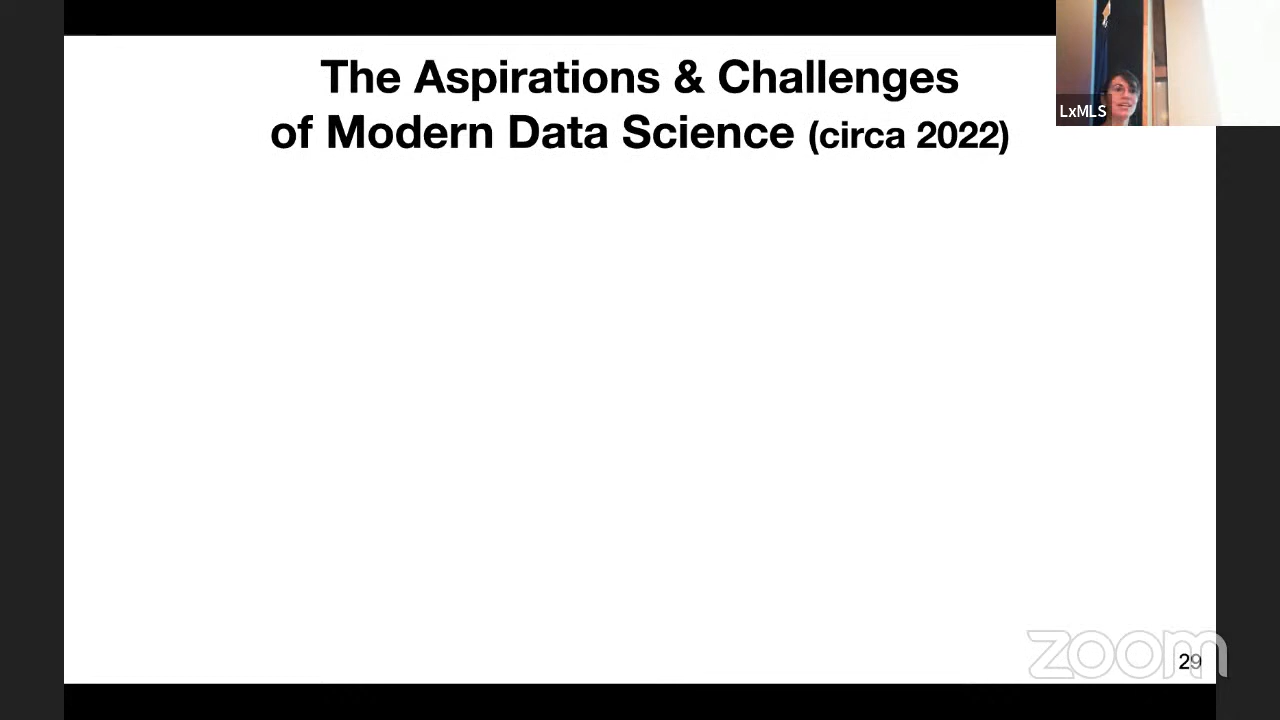 The Aspirations & Challenges
of Modern Data Science (circa 2022)
LxMLS
zoom
29